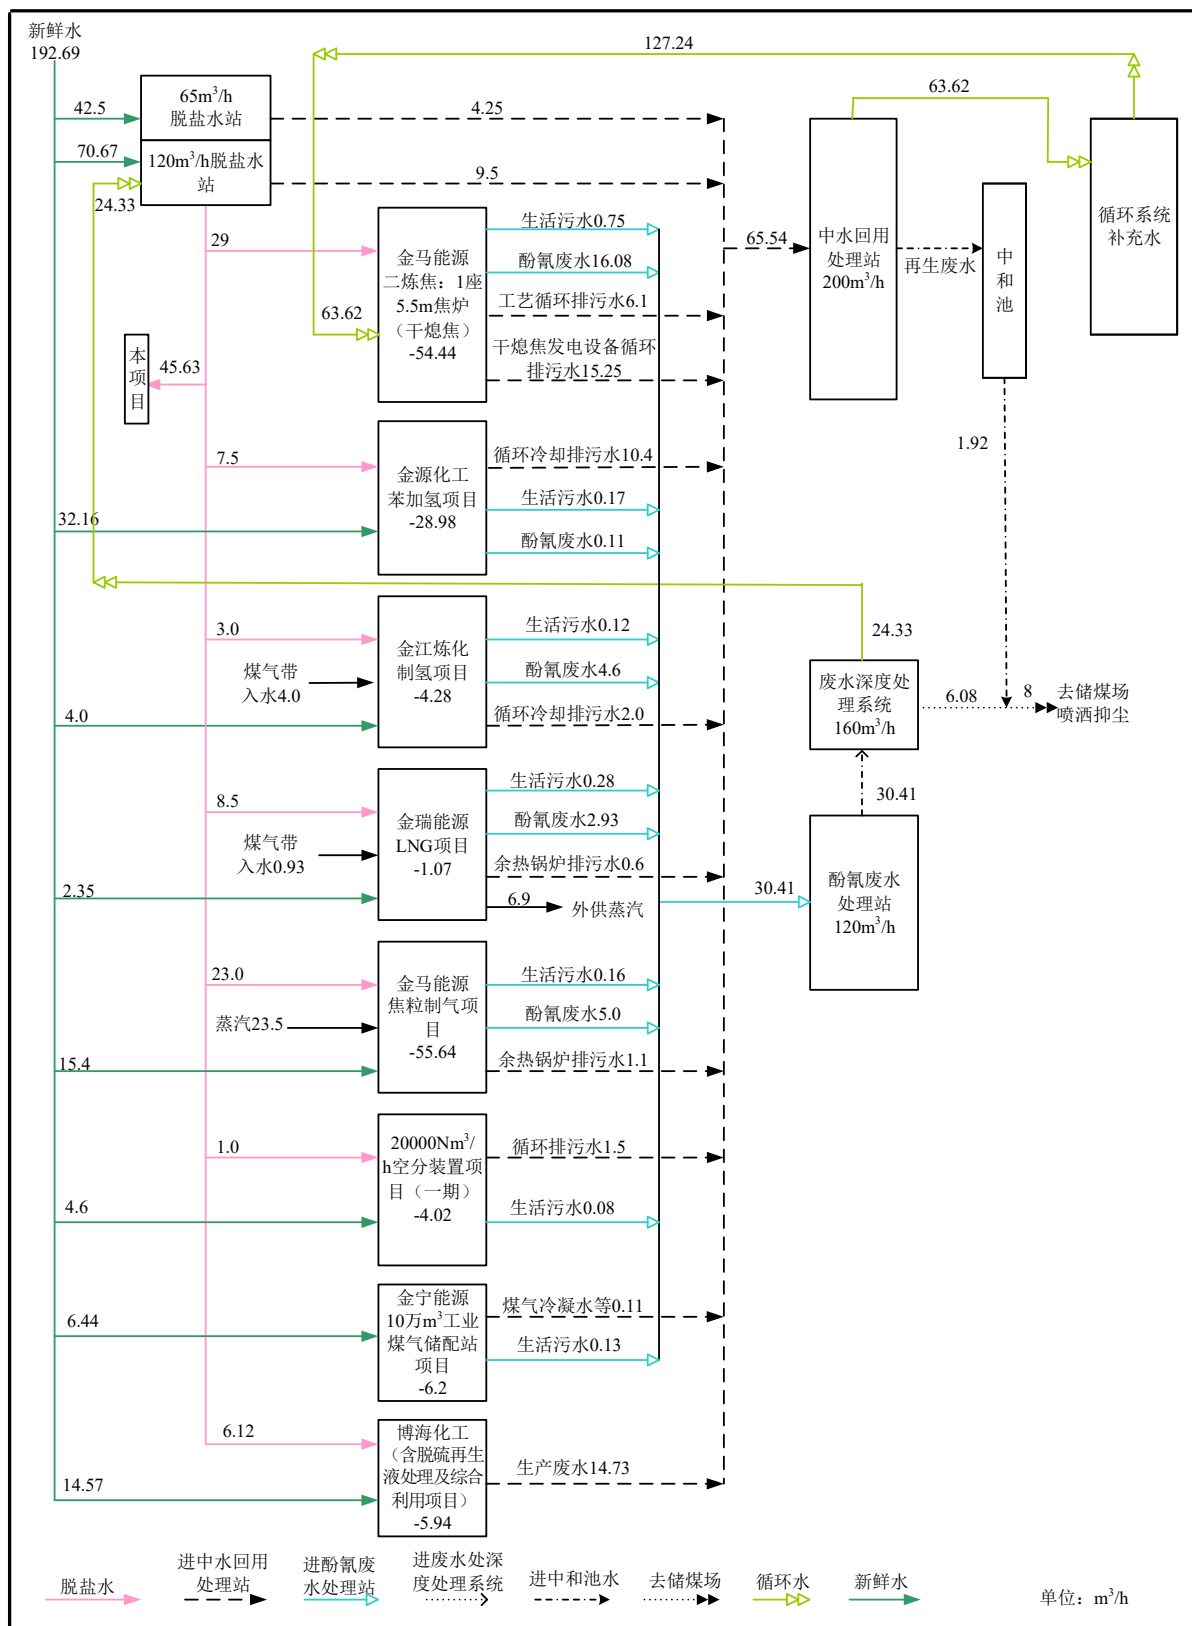 新鲜水
192.69
127.24
42.5
65m³/h
脱盐水站
4.25
63.62
70.67
120m³/h脱盐水
站
9.5
24.33
29
金马能源
二炼焦：1座
5.5m焦炉
（干熄焦）
-54.44
63.62
生活污水0.75
酚氰废水16.08
工艺循环排污水6.1
干熄焦发电设备循环
排污水15.25
65.54
中水回用
处理站
200m³/h
再生废水
中
和
池
循环系统
补充水
本
项
目
45.63
7.5
32.16
金源化工
苯加氢项目
-28.98
循环冷却排污水10.4
生活污水0.17
酚氰废水0.11
1.92
3.0
煤气带
入水4.0
4.0
金江炼化
制氢项目
-4.28
生活污水0.12
酚氰废水4.6
循环冷却排污水2.0
24.33
废水深度处
理系统
160m³/h
6.08
8
去储煤场
喷洒抑尘
8.5
煤气带
入水0.93
2.35
金瑞能源
LNG项目
-1.07
生活污水0.28
酚氰废水2.93
余热锅炉排污水0.6
6.9
外供蒸汽
30.41
30.41
酚氰废水
处理站
120m³/h
23.0
蒸汽23.5
15.4
金马能源
焦粒制气项
目
-55.64
生活污水0.16
酚氰废水5.0
余热锅炉排污水1.1
1.0
4.6
20000Nm³/
h空分装置项
目（一期）
-4.02
循环排污水1.5
生活污水0.08
6.44
金宁能源
10万m³工业
煤气储配站
项目
-6.2
煤气冷凝水等0.11
生活污水0.13
6.12
14.57
博海化工
（含脱硫再生
液处理及综合
利用项目）
-5.94
生产废水14.73
脱盐水
进中水回用
处理站
进酚氰废
水处理站
进废水处深
度处理系统
进中和池水
去储煤场
循环水
新鲜水
单位：m³/h